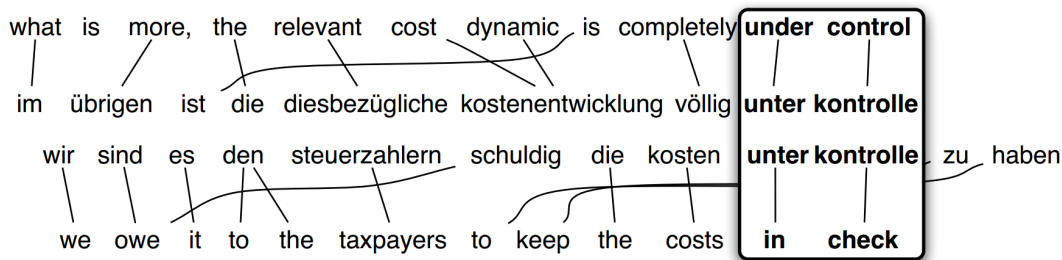 what is more, the relevant cost dynamic is completely under control
im übrigen ist die diesbezügliche kostenentwicklung völlig unter kontrolle
wir sind es den steuerzahlern schuldig die kosten unter kontrolle zu haben
we owe it to the taxpayers to keep the costs in check